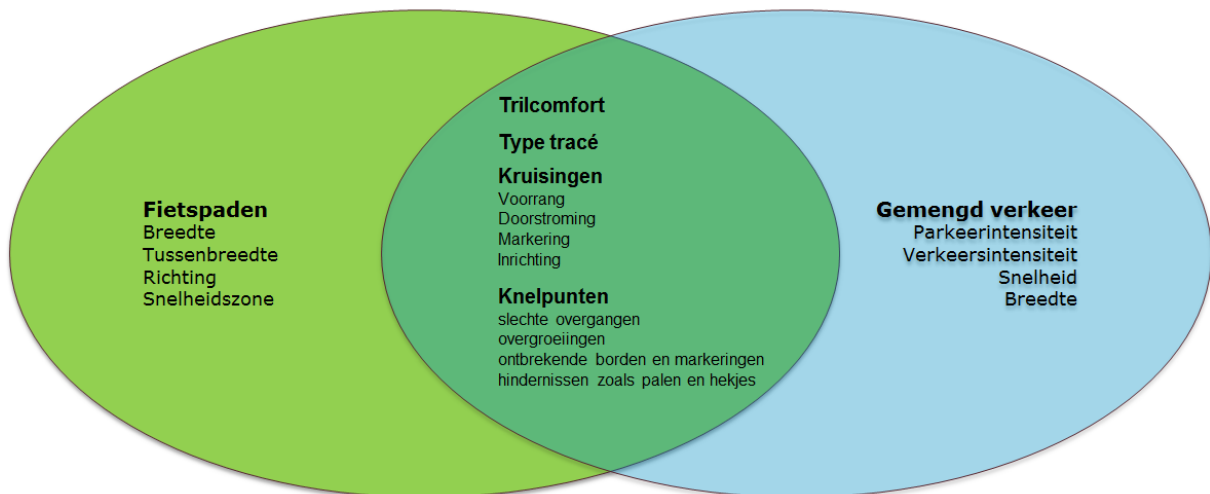 Fietspaden
Breedte
Tussenbreedte
Richting
Snelheidszone
Trilcomfort
Type tracé
Kruisingen
Voorrang
Doorstroming
Markering
Inrichting
Knelpunten
slechte overgangen
overgroeiingen
ontbrekende borden en markeringen
hindernissen zoals palen en hekjes
Gemengd verkeer
Parkeerintensiteit
Verkeersintensiteit
Snelheid
Breedte